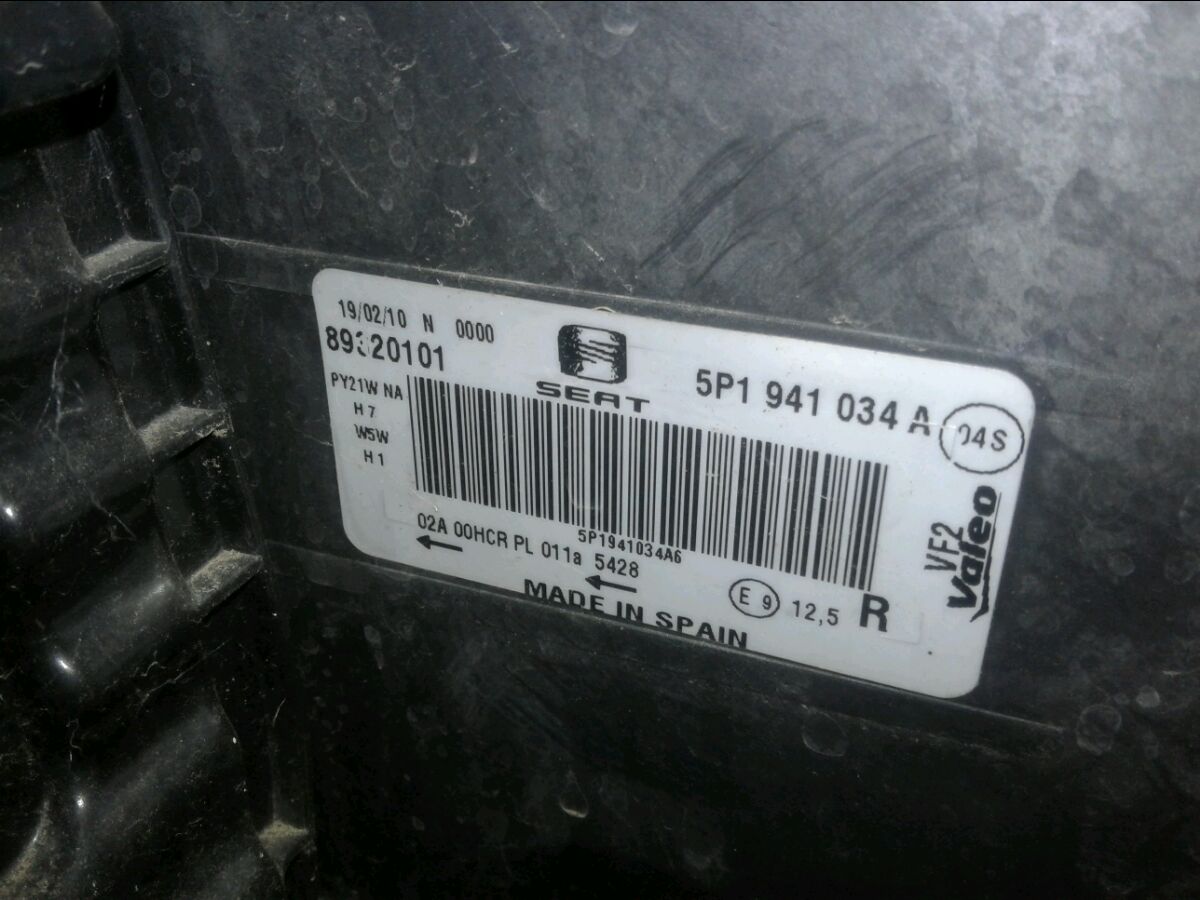 19/02/10 N 0000
89320101
SEAT
5P1 941 034 A
04S
PY21W NA
H7
W5W
H1
5P1941034A6
02A 00HCR PL 011a 5428
E 9 12,5 R
MADE IN SPAIN
VF2
Valeo